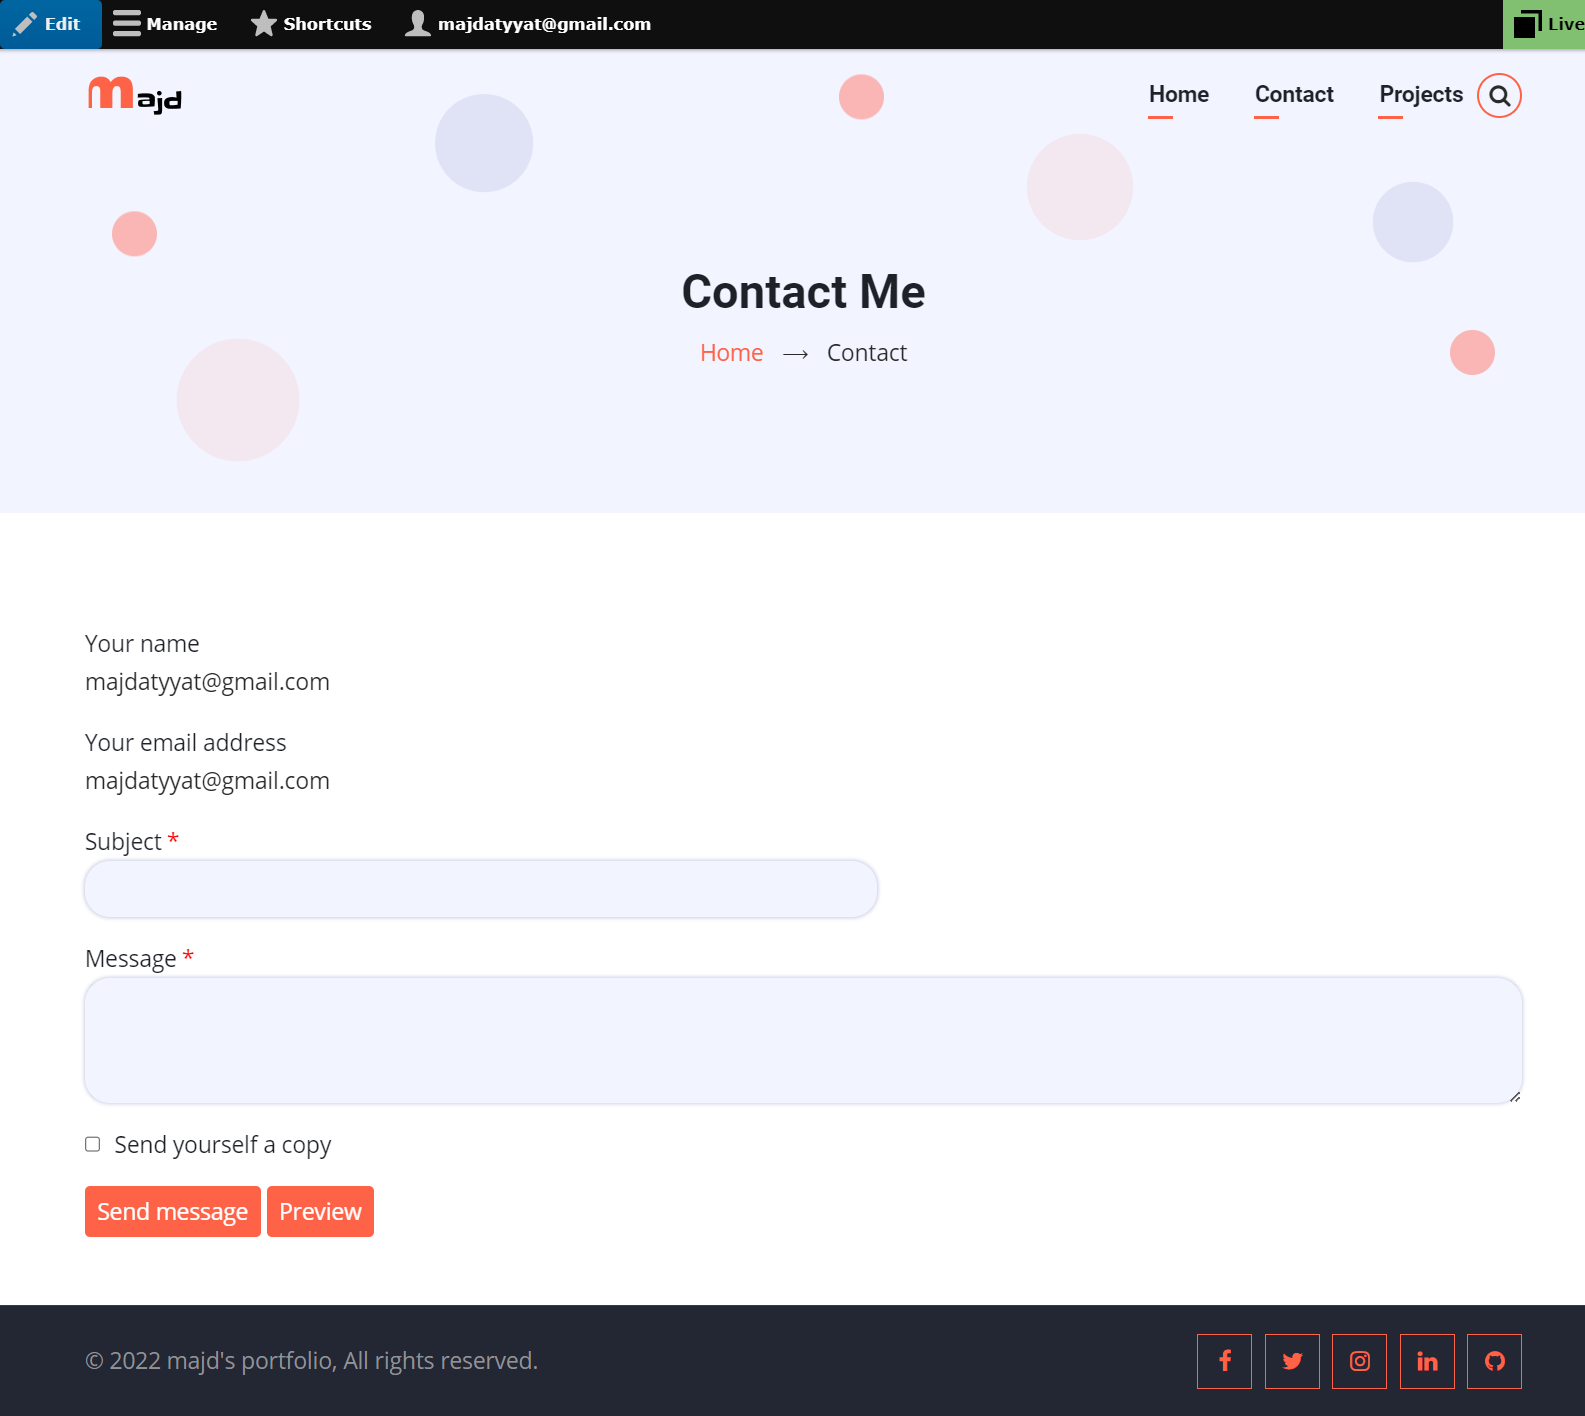 Edit Manage Shortcuts majdatyyat@gmail.com Live
majd Home Contact Projects
Contact Me
Home → Contact
Your name
majdatyyat@gmail.com
Your email address
majdatyyat@gmail.com
Subject *
Message *
Send yourself a copy
Send message Preview
© 2022 majd's portfolio, All rights reserved.